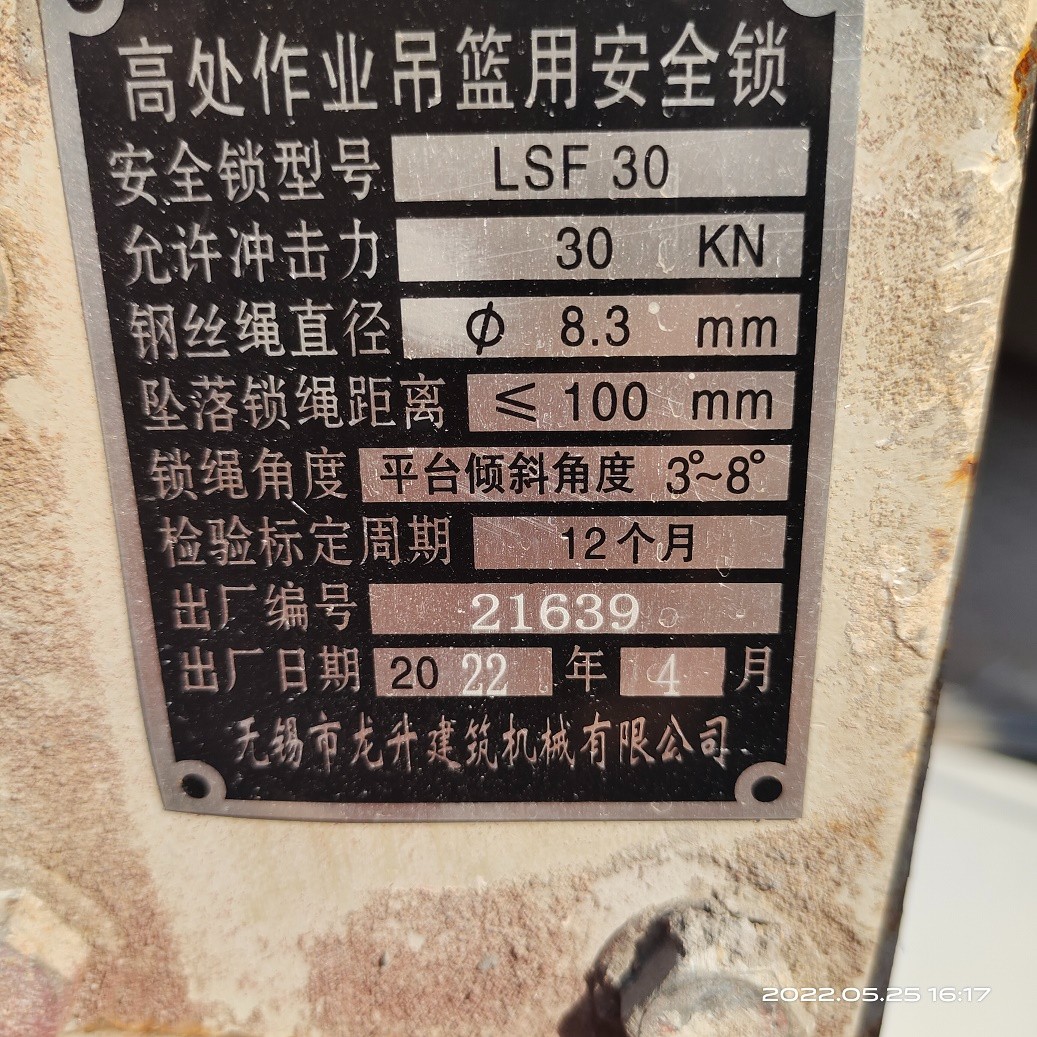 高处作业吊篮用安全锁
安全锁型号 LSF 30
允许冲击力 30 KN
钢丝绳直径 ϕ 8.3 mm
坠落锁绳距离 ≤ 100 mm
锁绳角度 平台倾斜角度 3°~8°
检验标定周期 12个月
出厂编号 21639
出厂日期 2022 年 4 月
无锡市龙升建筑机械有限公司
2022.05.25 16:17